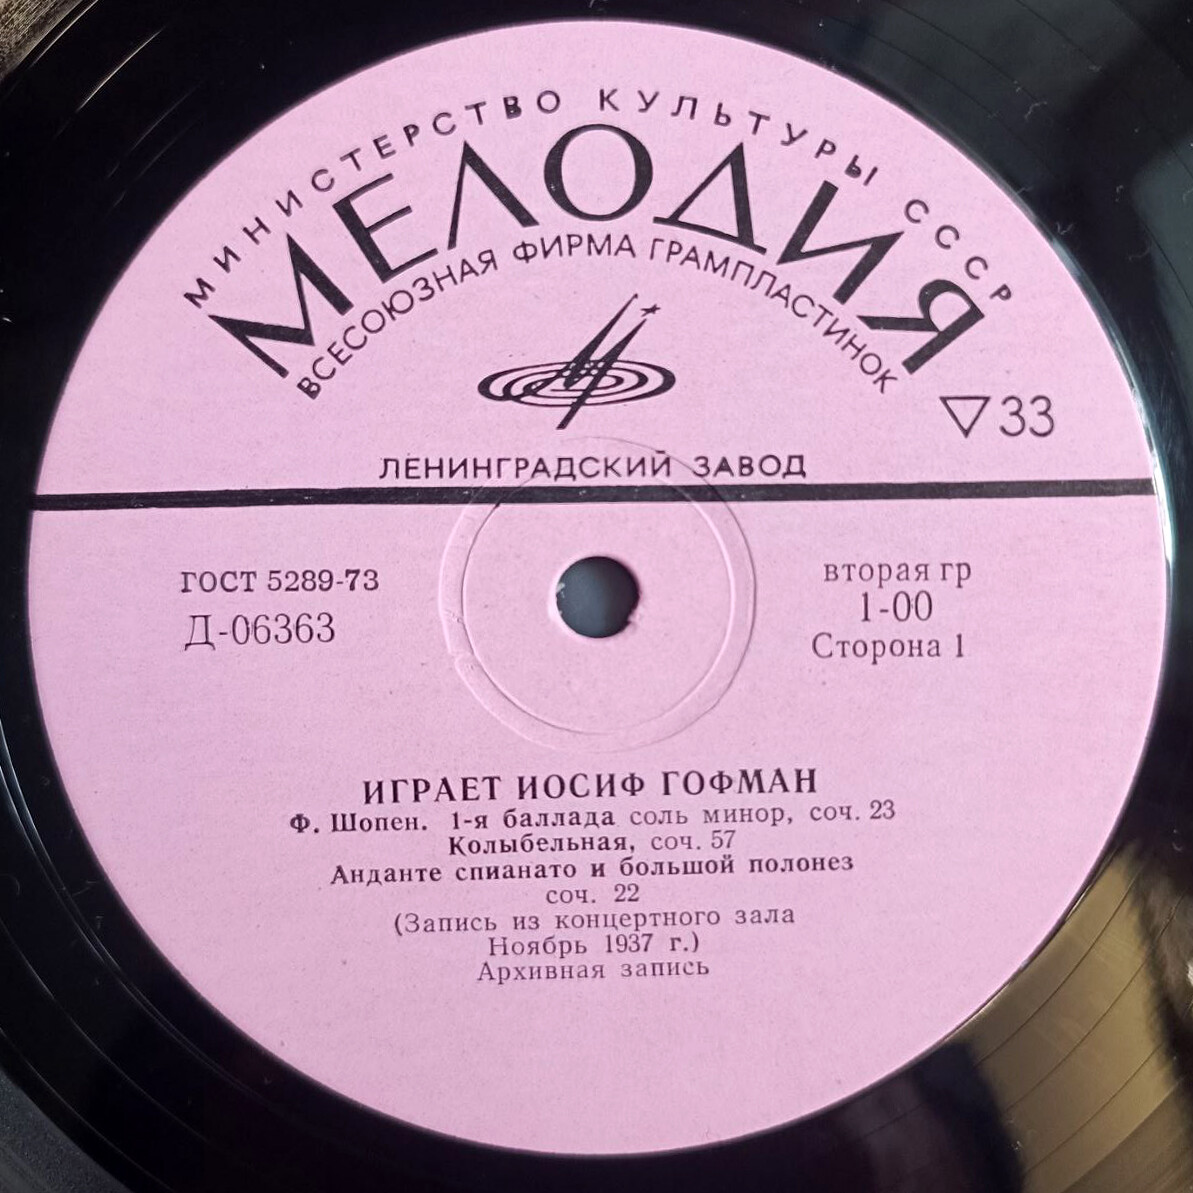 МИНИСТЕРСТВО КУЛЬТУРЫ СССР
МЕЛОДИЯ
ВСЕСОЮЗНАЯ ФИРМА ГРАМПЛАСТИНОК
▽33
ЛЕНИНГРАДСКИЙ ЗАВОД
ГОСТ 5289-73
Д-06363
вторая гр
1-00
Сторона 1
ИГРАЕТ ИОСИФ ГОФМАН
Ф. Шопен. 1-я баллада соль минор, соч. 23
Колыбельная, соч. 57
Анданте спианато и большой полонез
соч. 22
(Запись из концертного зала
Ноябрь 1937 г.)
Архивная запись